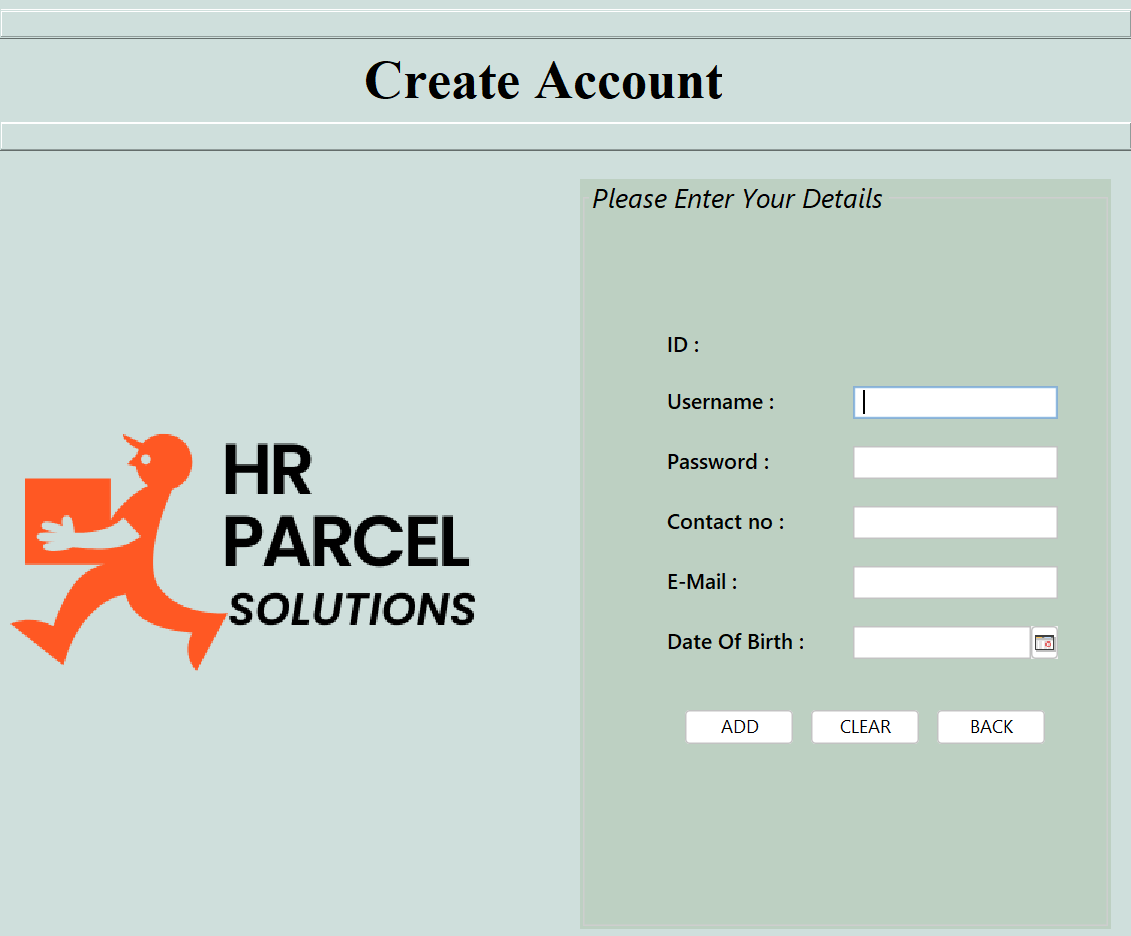 Create Account
Please Enter Your Details
ID :
Username :
Password :
Contact no :
E-Mail :
Date Of Birth :
ADD CLEAR BACK
HR
PARCEL
SOLUTIONS